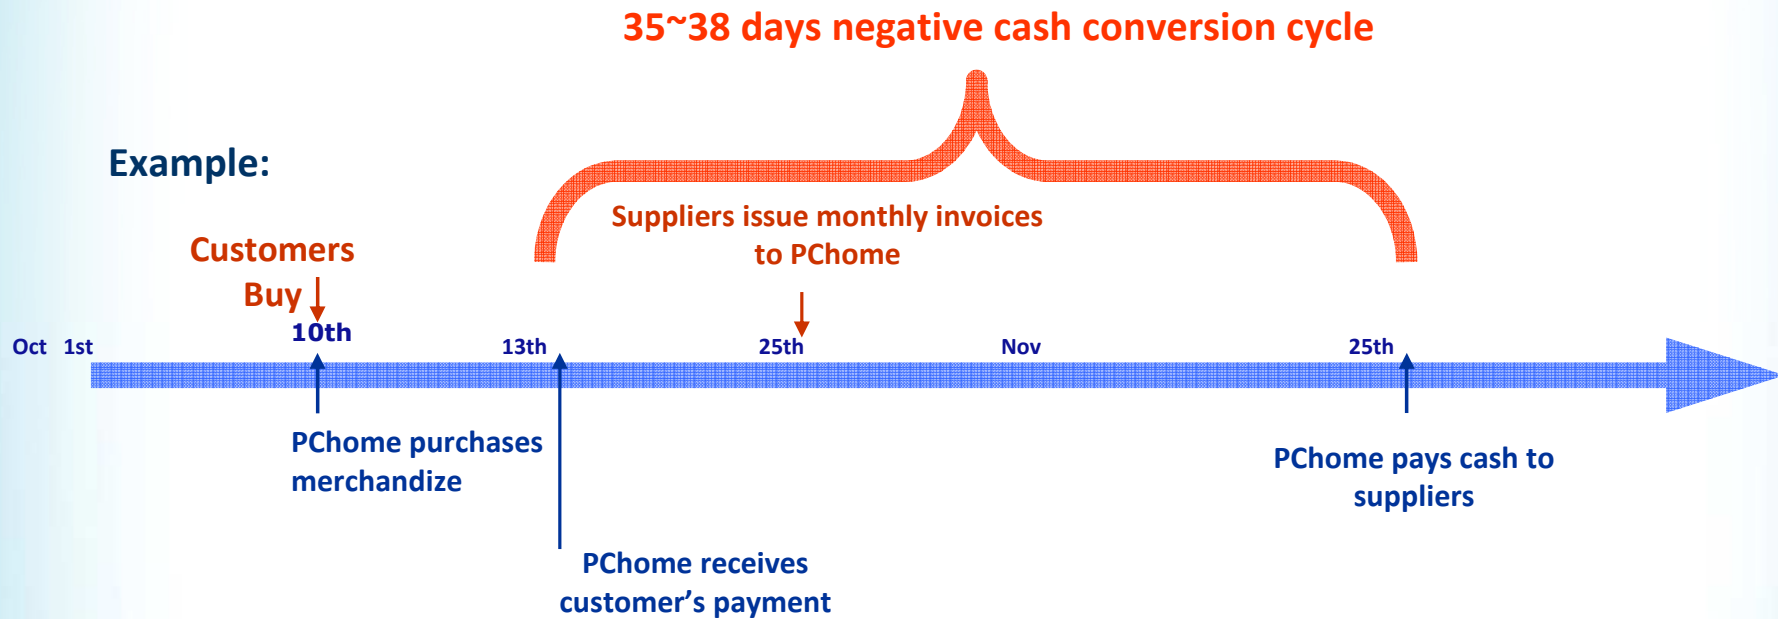 35~38 days negative cash conversion cycle
Example:
Suppliers issue monthly invoices
to PChome
Customers
Buy
Oct 1st
10th
13th
25th
Nov
25th
PChome purchases
merchandize
PChome pays cash to
suppliers
PChome receives
customer’s payment